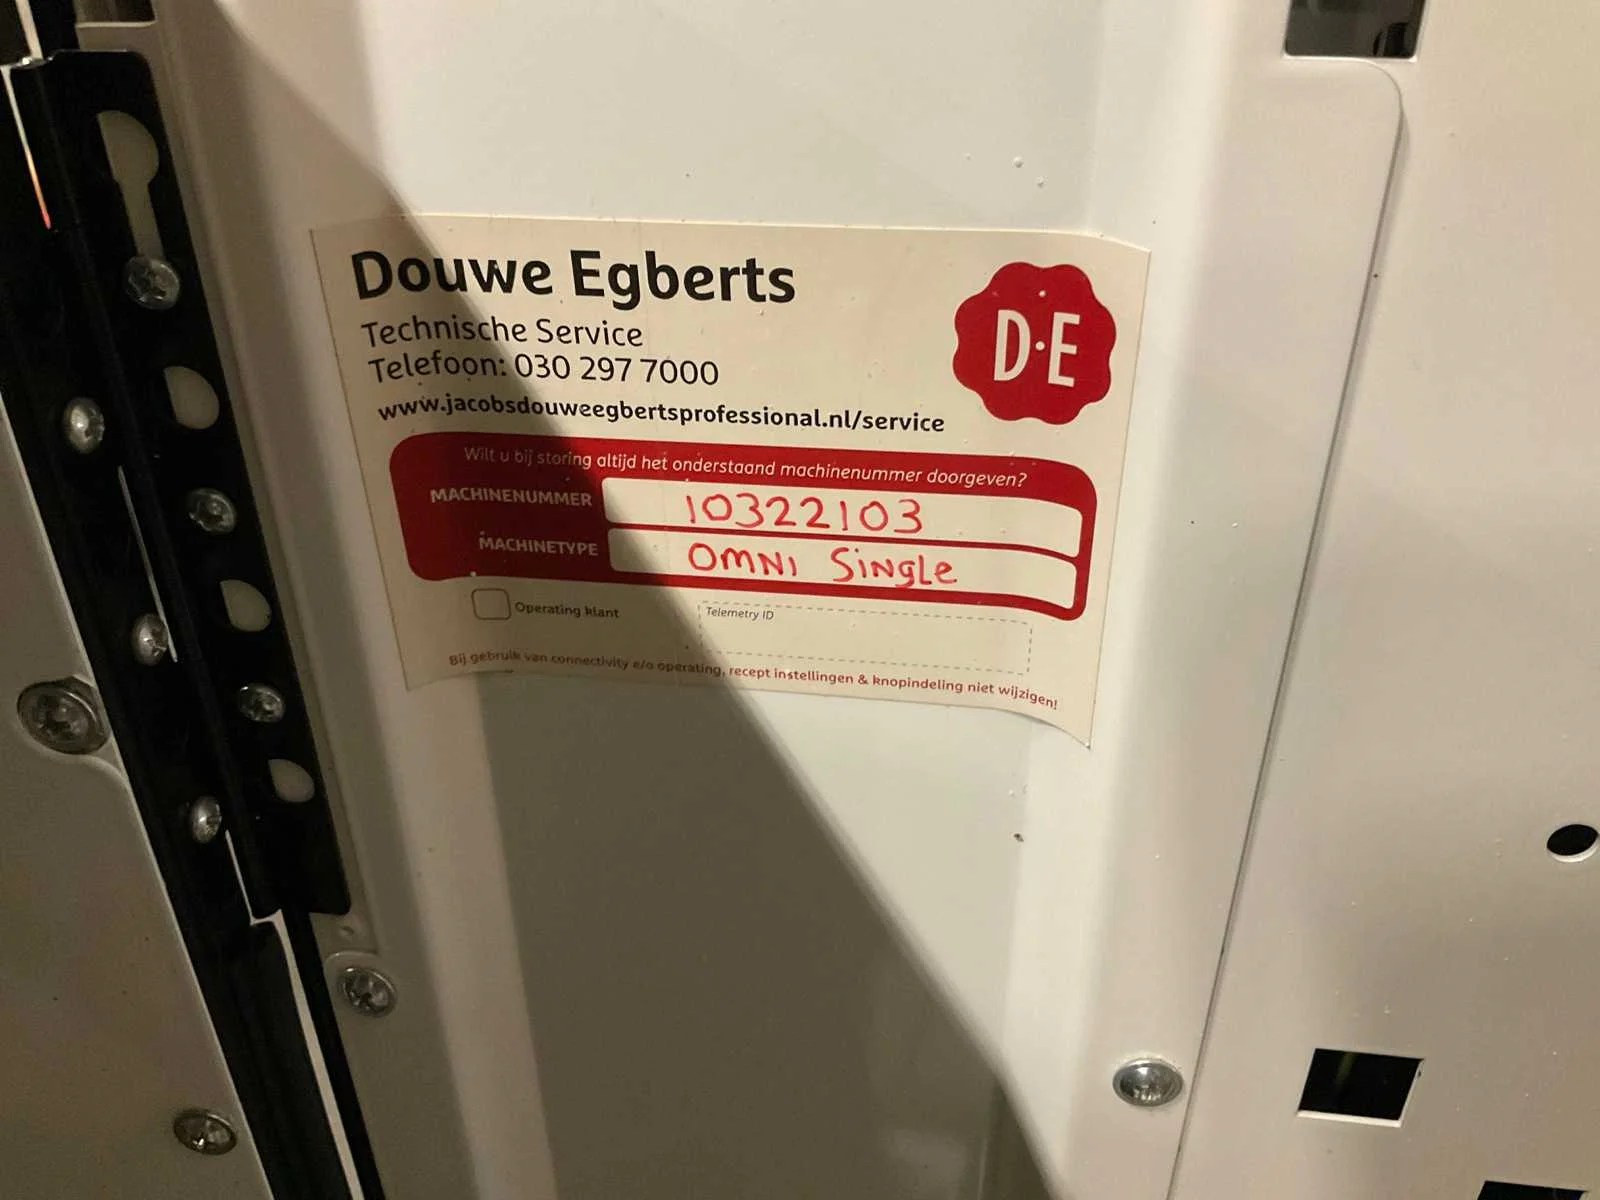 Douwe Egberts
Technische Service
Telefoon: 030 297 7000
www.jacobsdouweegbertsprofessional.nl/service
D·E
Wilt u bij storing altijd het onderstaand machinenummer doorgeven?
MACHINENUMMER 10322103
MACHINETYPE OMNI SiNgLe
Operating klant
Telemetry ID
Bij gebruik van connectivity e/o operating, recept instellingen & knopindeling niet wijzigen!